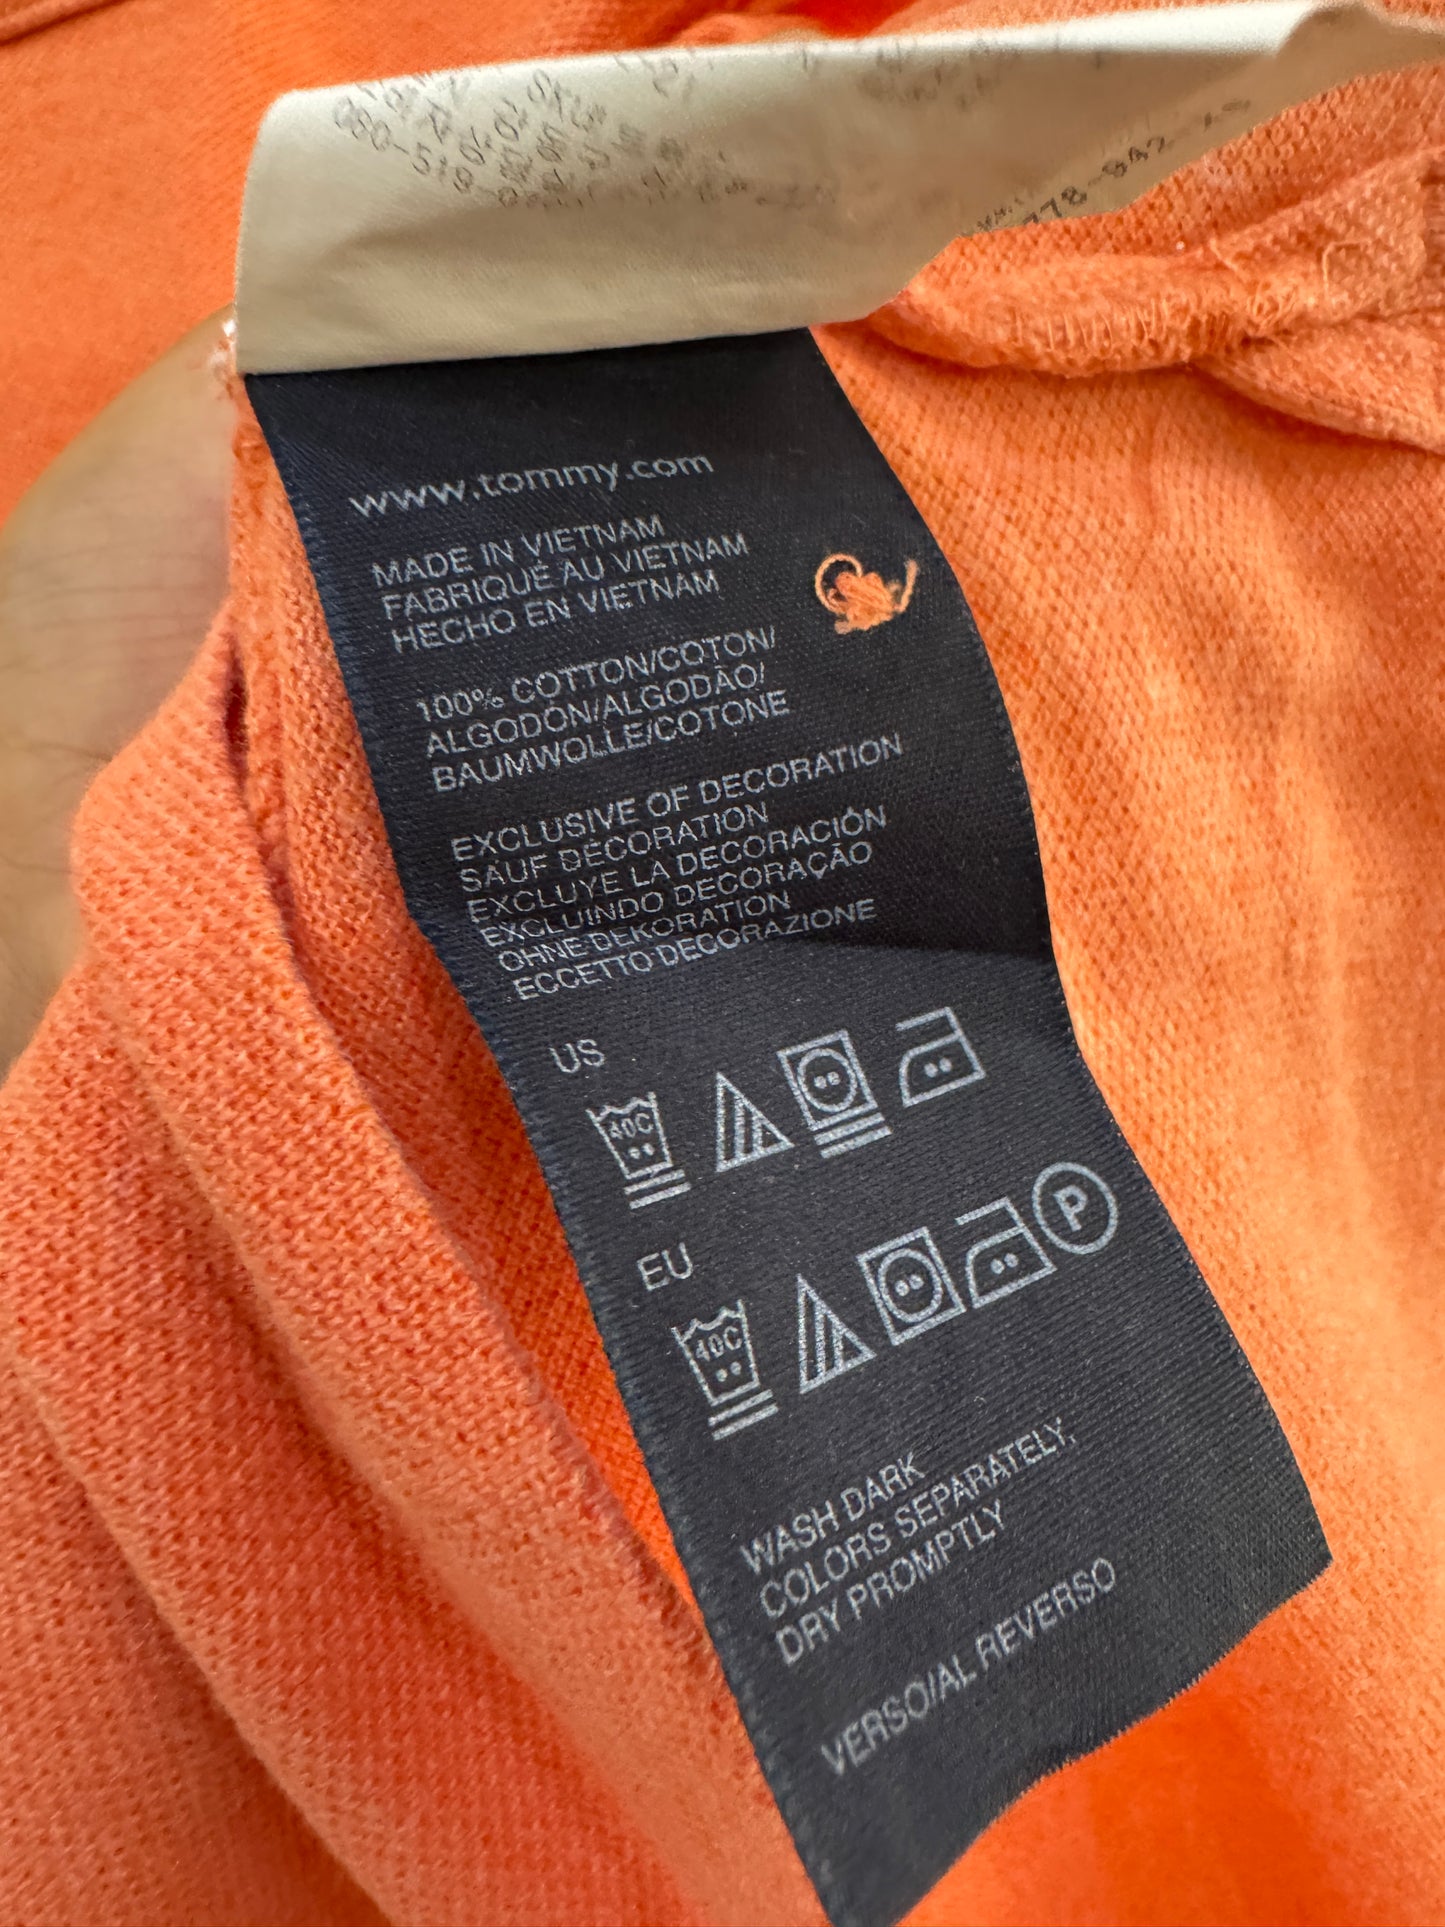 www.tommy.com
MADE IN VIETNAM
FABRIQUÉ AU VIETNAM
HECHO EN VIETNAM
100% COTTON/COTON/
ALGODÓN/ALGODÃO/
BAUMWOLLE/COTONE
EXCLUSIVE OF DECORATION
SAUF DÉCORATION
EXCLUYE LA DECORACIÓN
EXCLUINDO DECORAÇÃO
OHNE DEKORATION
ECCETTO DECORAZIONE
US
40C
EU
40C
P
WASH DARK
COLORS SEPARATELY,
DRY PROMPTLY
VERSO/AL REVERSO